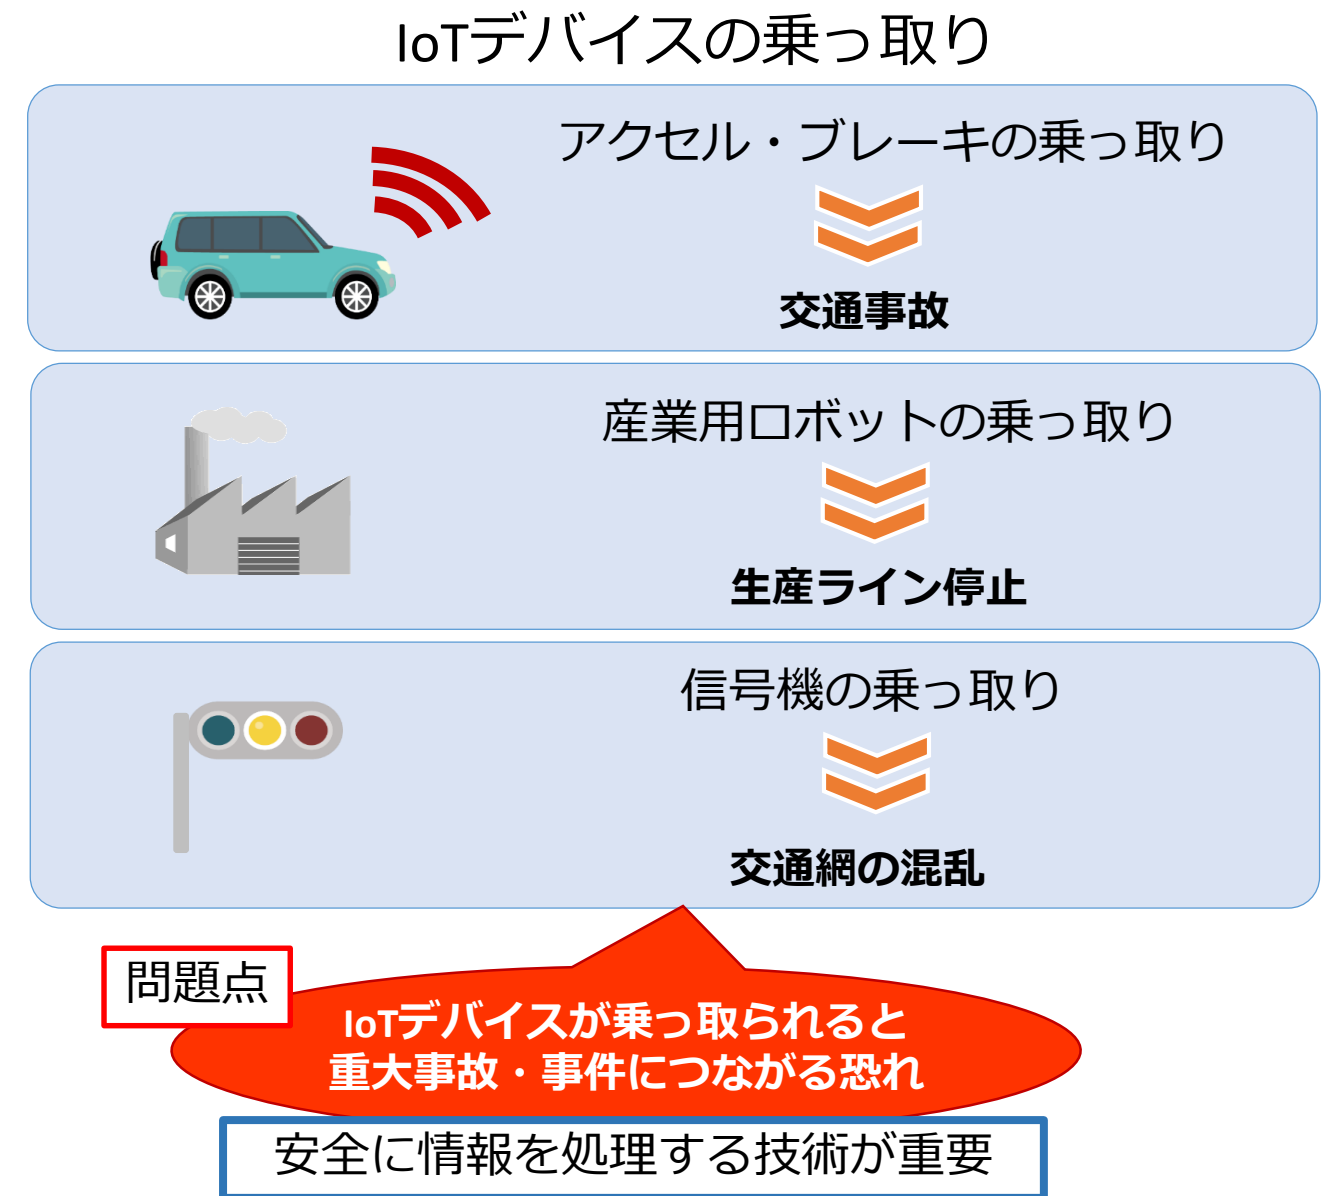 IoTデバイスの乗っ取り
アクセル・ブレーキの乗っ取り
交通事故
産業用ロボットの乗っ取り
生産ライン停止
信号機の乗っ取り
交通網の混乱
問題点
IoTデバイスが乗っ取られると
重大事故・事件につながる恐れ
安全に情報を処理する技術が重要